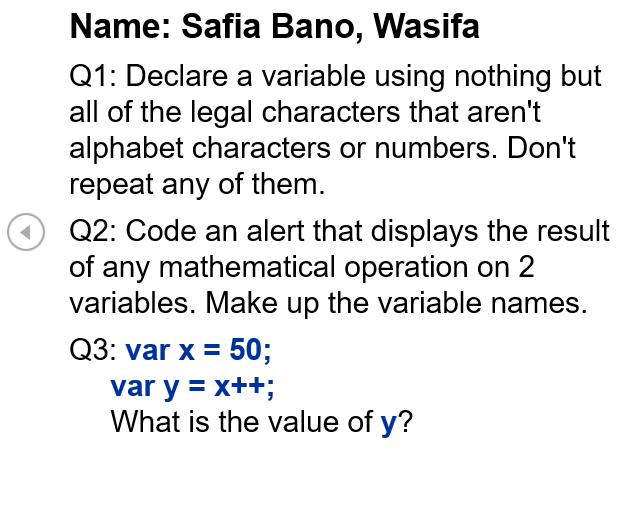 Name: Safia Bano, Wasifa
Q1: Declare a variable using nothing but
all of the legal characters that aren't
alphabet characters or numbers. Don't
repeat any of them.
Q2: Code an alert that displays the result
of any mathematical operation on 2
variables. Make up the variable names.
Q3: var x = 50;
var y = x++;
What is the value of y?